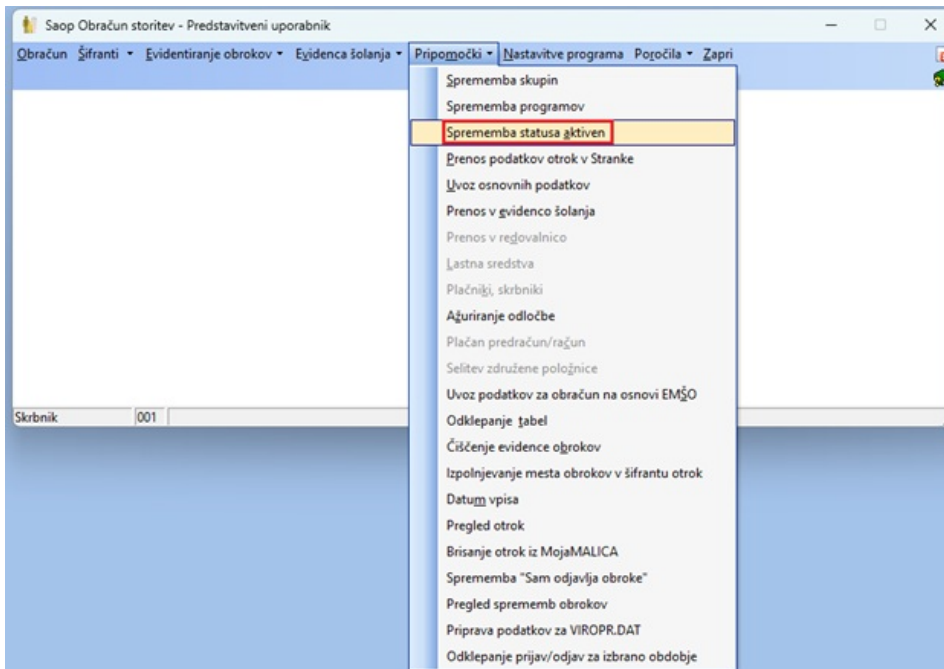 Saop Obračun storitev - Predstavitveni uporabnik
Obračun Šifranti Evidentiranje obrokov Evidenca šolanja Pripomočki Nastavitve programa Poročila Zapri
Sprememba skupin
Sprememba programov
Sprememba statusa aktiven
Prenos podatkov otrok v Stranke
Uvoz osnovnih podatkov
Prenos v evidenco šolanja
Prenos v redovalnico
Lastna sredstva
Plačniki, skrbniki
Ažuriranje odločbe
Plačan predračun/račun
Selitev združene položnice
Uvoz podatkov za obračun na osnovi EMŠO
Skrbnik 001
Odklepanje tabel
Čiščenje evidence obrokov
Izpolnjevanje mesta obrokov v šifrantu otrok
Datum vpisa
Pregled otrok
Brisanje otrok iz MojaMALICA
Sprememba "Sam odjavlja obroke"
Pregled sprememb obrokov
Priprava podatkov za VIROPR.DAT
Odklepanje prijav/odjav za izbrano obdobje